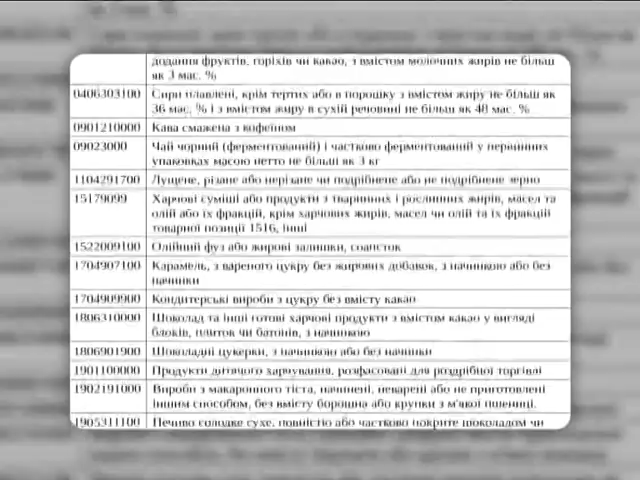 додання фруктів, горіхів чи какао, з вмістом молочних жирів не більш
як 3 мас. %
0406303100 Сири плавлені, крім тертих або в порошку з вмістом жиру не більш як
36 мас. % і з вмістом жиру в сухій речовині не більш як 48 мас. %
0901210000 Кава смажена з кофеїном
09023000 Чай чорний (ферментований) і частково ферментований у первинних
упаковках масою нетто не більш як 3 кг
1104291700 Лущене, різане або нерізане чи подрібнене або не подрібнене зерно
15179099 Харчові суміші або продукти з тваринних і рослинних жирів, масел та
олій або їх фракцій, крім харчових жирів, масел чи олій та їх фракцій
товарної позиції 1516, інші
1522009100 Олійний фуз або жирові залишки, соапсток
1704907100 Карамель, з вареного цукру без жирових добавок, з начинкою або без
начинки
1704909900 Кондитерські вироби з цукру без вмісту какао
1806310000 Шоколад та інші готові харчові продукти з вмістом какао у вигляді
блоків, плиток чи батонів, з начинкою
1806901900 Шоколадні цукерки, з начинкою або без начинки
1901100000 Продукти дитячого харчування, розфасовані для роздрібної торгівлі
1902191000 Вироби з макаронного тіста, начинені, неварені або не приготовлені
іншим способом, без вмісту борошна або крупки з м'якої пшениці.
1905311100 Печиво солодке сухе, повністю або частково покрите шоколадом чи